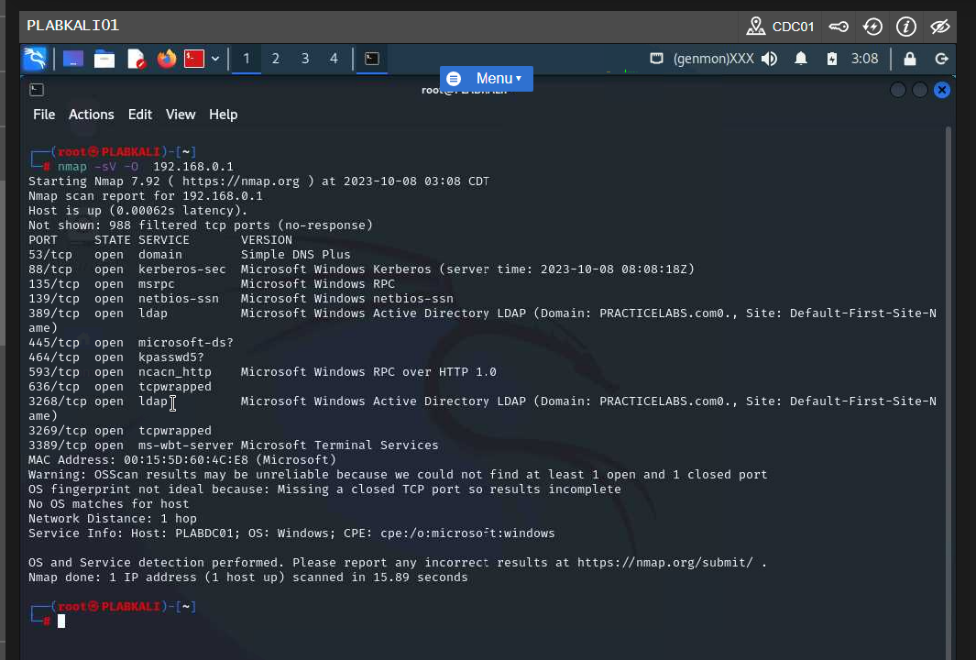 PLABKALI01
CDC01
1 2 3 4
(genmon)XXX
3:08
Menu
File Actions Edit View Help
(root㉿PLABKALI)-[~]
# nmap -sV -O 192.168.0.1
Starting Nmap 7.92 ( https://nmap.org ) at 2023-10-08 03:08 CDT
Nmap scan report for 192.168.0.1
Host is up (0.00062s latency).
Not shown: 988 filtered tcp ports (no-response)
PORT STATE SERVICE VERSION
53/tcp open domain Simple DNS Plus
88/tcp open kerberos-sec Microsoft Windows Kerberos (server time: 2023-10-08 08:08:18Z)
135/tcp open msrpc Microsoft Windows RPC
139/tcp open netbios-ssn Microsoft Windows netbios-ssn
389/tcp open ldap Microsoft Windows Active Directory LDAP (Domain: PRACTICELABS.com0., Site: Default-First-Site-N
ame)
445/tcp open microsoft-ds?
464/tcp open kpasswd5?
593/tcp open ncacn_http Microsoft Windows RPC over HTTP 1.0
636/tcp open tcpwrapped
3268/tcp open ldap Microsoft Windows Active Directory LDAP (Domain: PRACTICELABS.com0., Site: Default-First-Site-N
ame)
3269/tcp open tcpwrapped
3389/tcp open ms-wbt-server Microsoft Terminal Services
MAC Address: 00:15:5D:60:4C:E8 (Microsoft)
Warning: OSScan results may be unreliable because we could not find at least 1 open and 1 closed port
OS fingerprint not ideal because: Missing a closed TCP port so results incomplete
No OS matches for host
Network Distance: 1 hop
Service Info: Host: PLABDC01; OS: Windows; CPE: cpe:/o:microsoft:windows
OS and Service detection performed. Please report any incorrect results at https://nmap.org/submit/ .
Nmap done: 1 IP address (1 host up) scanned in 15.89 seconds
(root㉿PLABKALI)-[~]
#